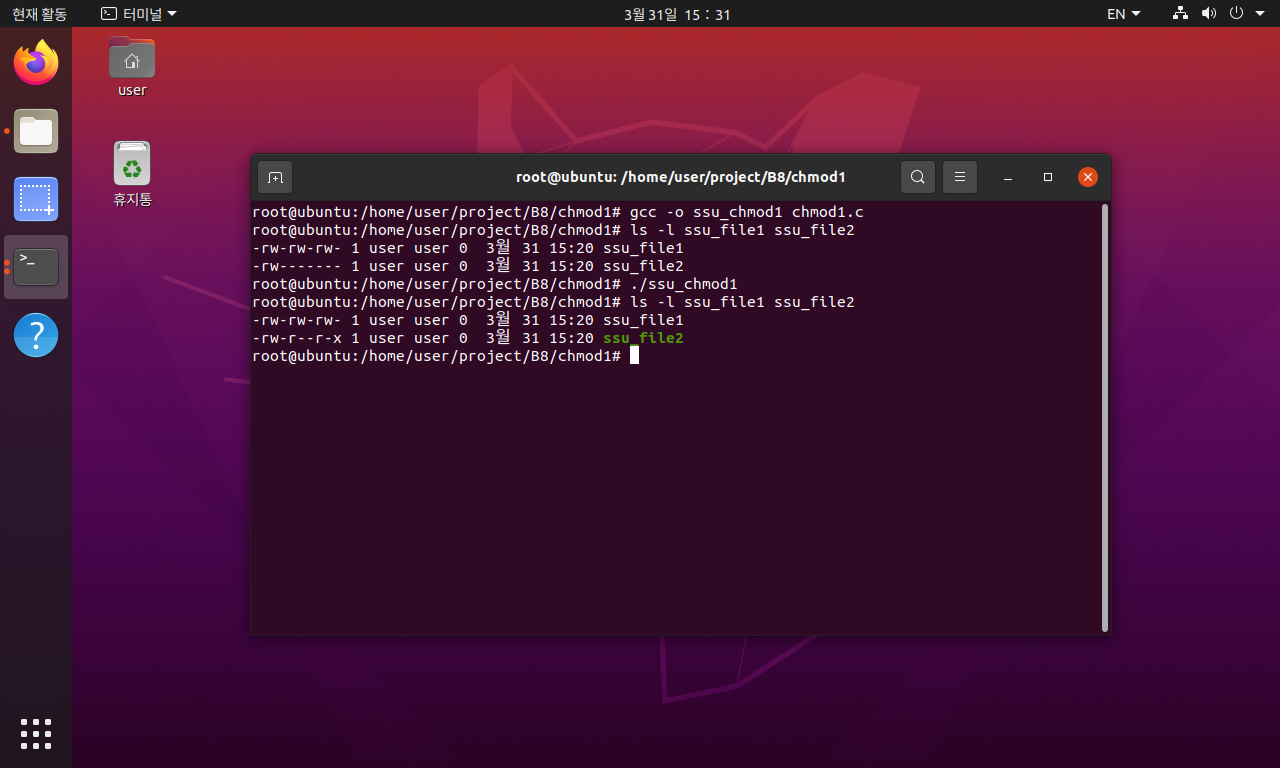 현재 활동
터미널
3월 31일 15 : 31
EN
user
휴지통
root@ubuntu: /home/user/project/B8/chmod1
root@ubuntu:/home/user/project/B8/chmod1# gcc -o ssu_chmod1 chmod1.c
root@ubuntu:/home/user/project/B8/chmod1# ls -l ssu_file1 ssu_file2
-rw-rw-rw- 1 user user 0  3월 31 15:20 ssu_file1
-rw------- 1 user user 0  3월 31 15:20 ssu_file2
root@ubuntu:/home/user/project/B8/chmod1# ./ssu_chmod1
root@ubuntu:/home/user/project/B8/chmod1# ls -l ssu_file1 ssu_file2
-rw-rw-rw- 1 user user 0  3월 31 15:20 ssu_file1
-rw-r--r-x 1 user user 0  3월 31 15:20 ssu_file2
root@ubuntu:/home/user/project/B8/chmod1#